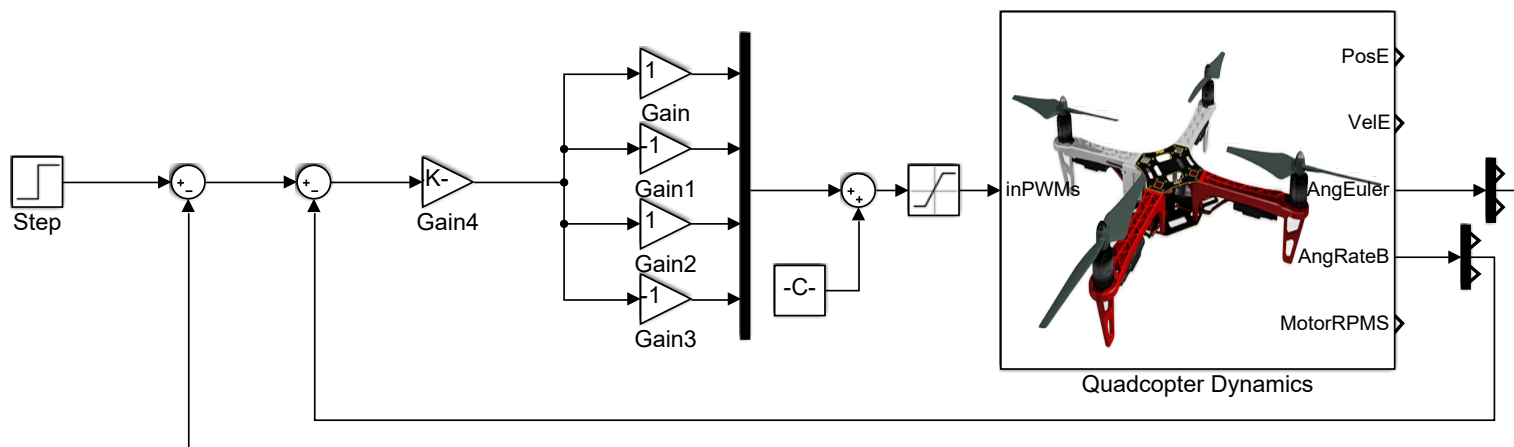 Step
+
−
+
−
K-
Gain4
1
Gain
-1
Gain1
1
Gain2
-1
Gain3
-C-
+
+
inPWMs
PosE
VelE
AngEuler
AngRateB
MotorRPMS
Quadcopter Dynamics